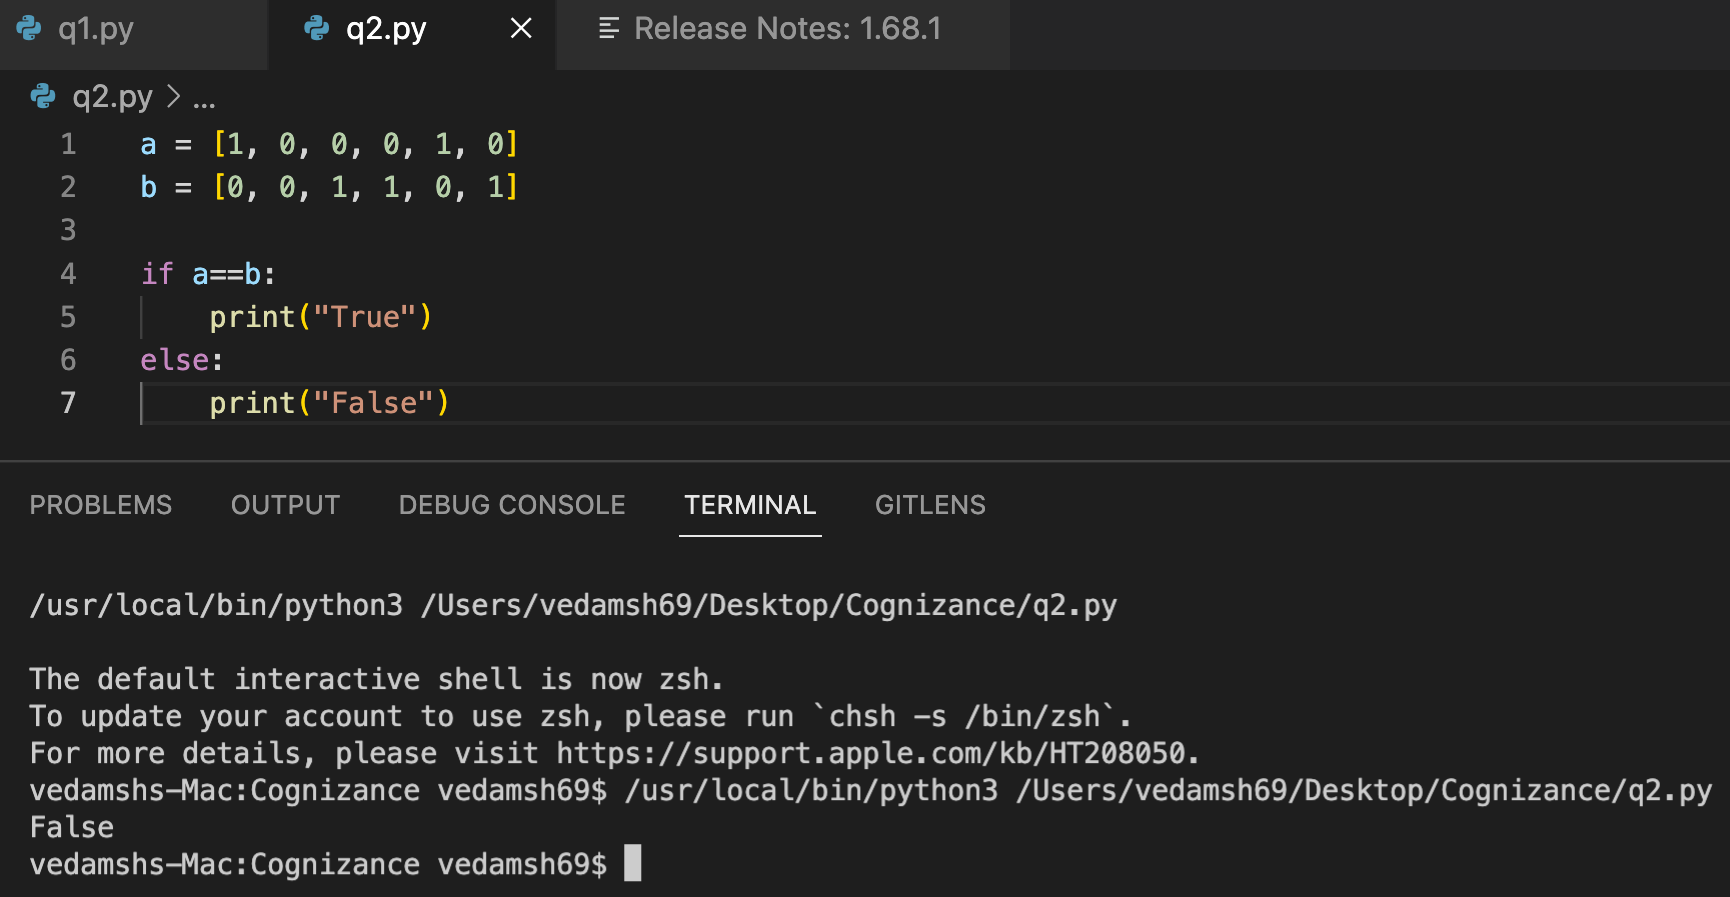 q1.py q2.py Release Notes: 1.68.1
q2.py > ...
1 a = [1, 0, 0, 0, 1, 0]
2 b = [0, 0, 1, 1, 0, 1]
3
4 if a==b:
5     print("True")
6 else:
7     print("False")
PROBLEMS OUTPUT DEBUG CONSOLE TERMINAL GITLENS
/usr/local/bin/python3 /Users/vedamsh69/Desktop/Cognizance/q2.py
The default interactive shell is now zsh.
To update your account to use zsh, please run `chsh -s /bin/zsh`.
For more details, please visit https://support.apple.com/kb/HT208050.
vedamshs-Mac:Cognizance vedamsh69$ /usr/local/bin/python3 /Users/vedamsh69/Desktop/Cognizance/q2.py
False
vedamshs-Mac:Cognizance vedamsh69$